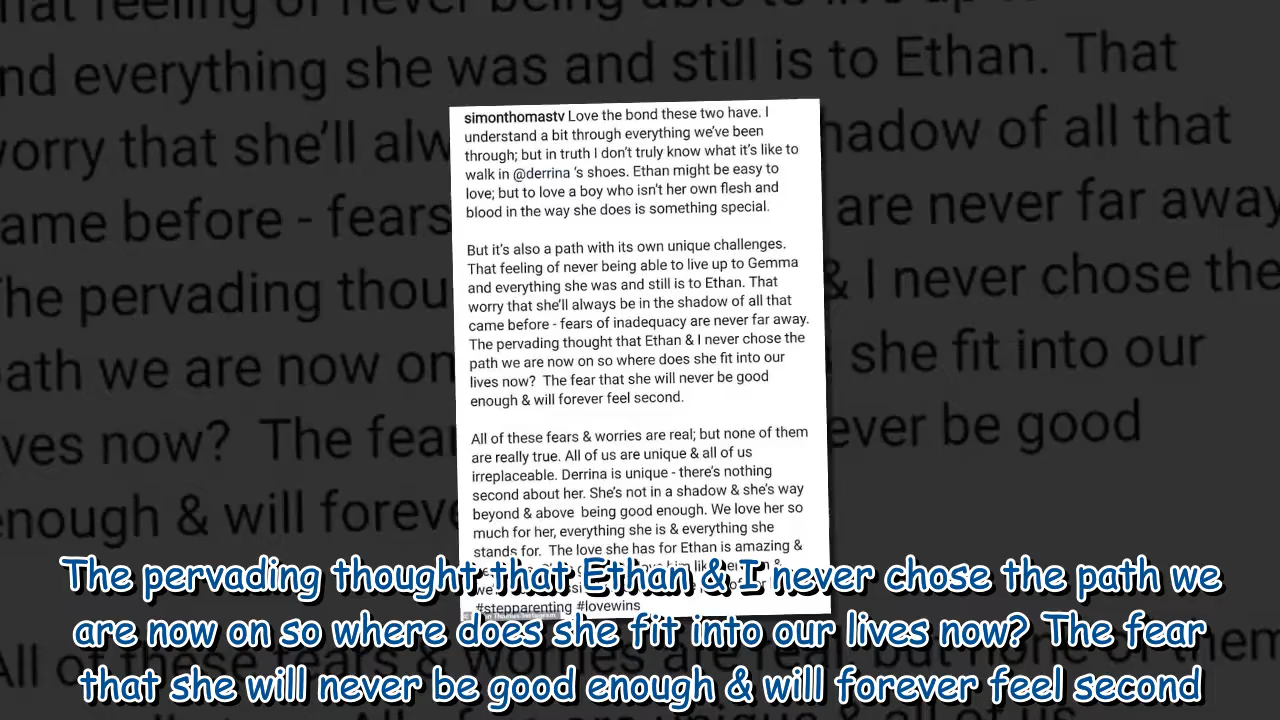 simonthomastv Love the bond these two have. I
understand a bit through everything we've been
through; but in truth I don't truly know what it's like to
walk in @derrina 's shoes. Ethan might be easy to
love; but to love a boy who isn't her own flesh and
blood in the way she does is something special.
But it's also a path with its own unique challenges.
That feeling of never being able to live up to Gemma
and everything she was and still is to Ethan. That
worry that she'll always be in the shadow of all that
came before - fears of inadequacy are never far away.
The pervading thought that Ethan & I never chose the
path we are now on so where does she fit into our
lives now? The fear that she will never be good
enough & will forever feel second.
All of these fears & worries are real; but none of them
are really true. All of us are unique & all of us
irreplaceable. Derrina is unique - there's nothing
second about her. She's not in a shadow & she's way
beyond & above being good enough. We love her so
much for her, everything she is & everything she
stands for. The love she has for Ethan is amazing &
#stepparenting #lovewins
The pervading thought that Ethan & I never chose the path we
are now on so where does she fit into our lives now? The fear
that she will never be good enough & will forever feel second